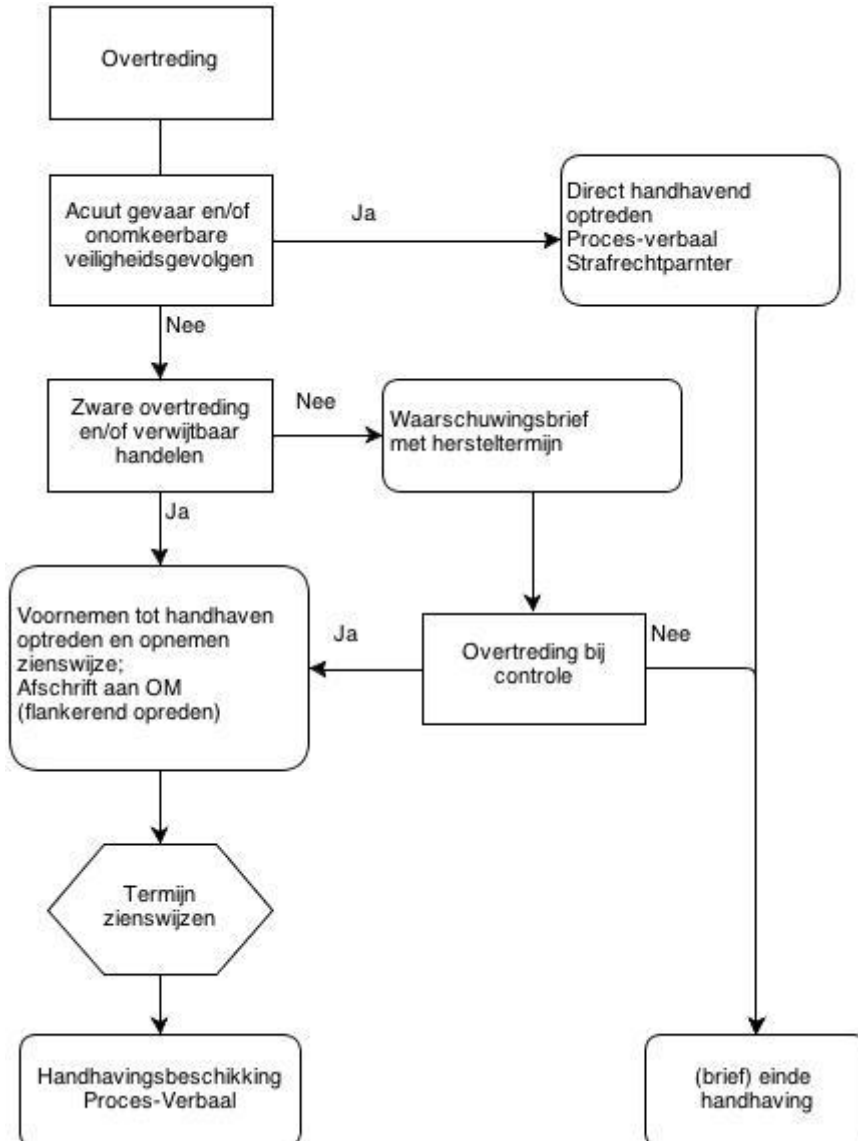 Overtreding
Acuut gevaar en/of
onomkeerbare
veiligheidsgevolgen
Ja
Direct handhavend
optreden
Proces-verbaal
Strafrechtparnter
Nee
Zware overtreding
en/of verwijtbaar
handelen
Nee
Waarschuwingsbrief
met hersteltermijn
Ja
Voornemen tot handhaven
optreden en opnemen
zienswijze;
Afschrift aan OM
(flankerend opreden)
Ja
Overtreding bij
controle
Nee
Termijn
zienswijzen
Handhavingsbeschikking
Proces-Verbaal
(brief) einde
handhaving